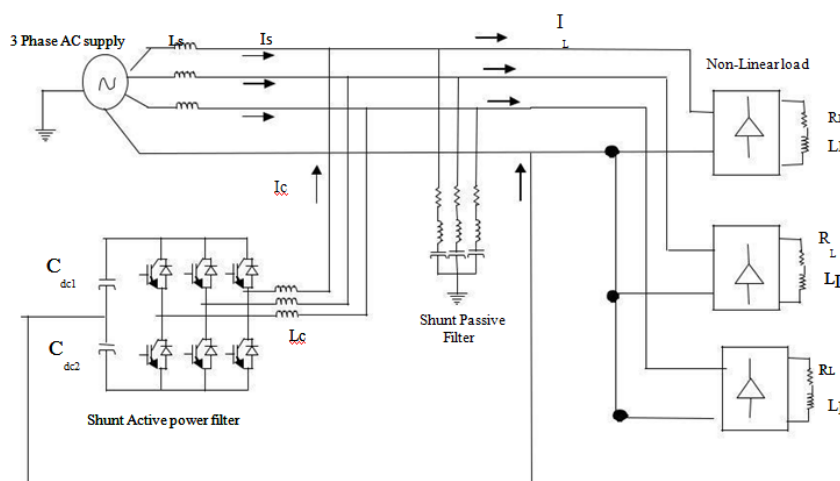 3 Phase AC supply
Ls
Is
I
L
Non-Linear load
Ic
C
dc1
C
dc2
Lc
Shunt Passive
Filter
Shunt Active power filter
R
L
RL